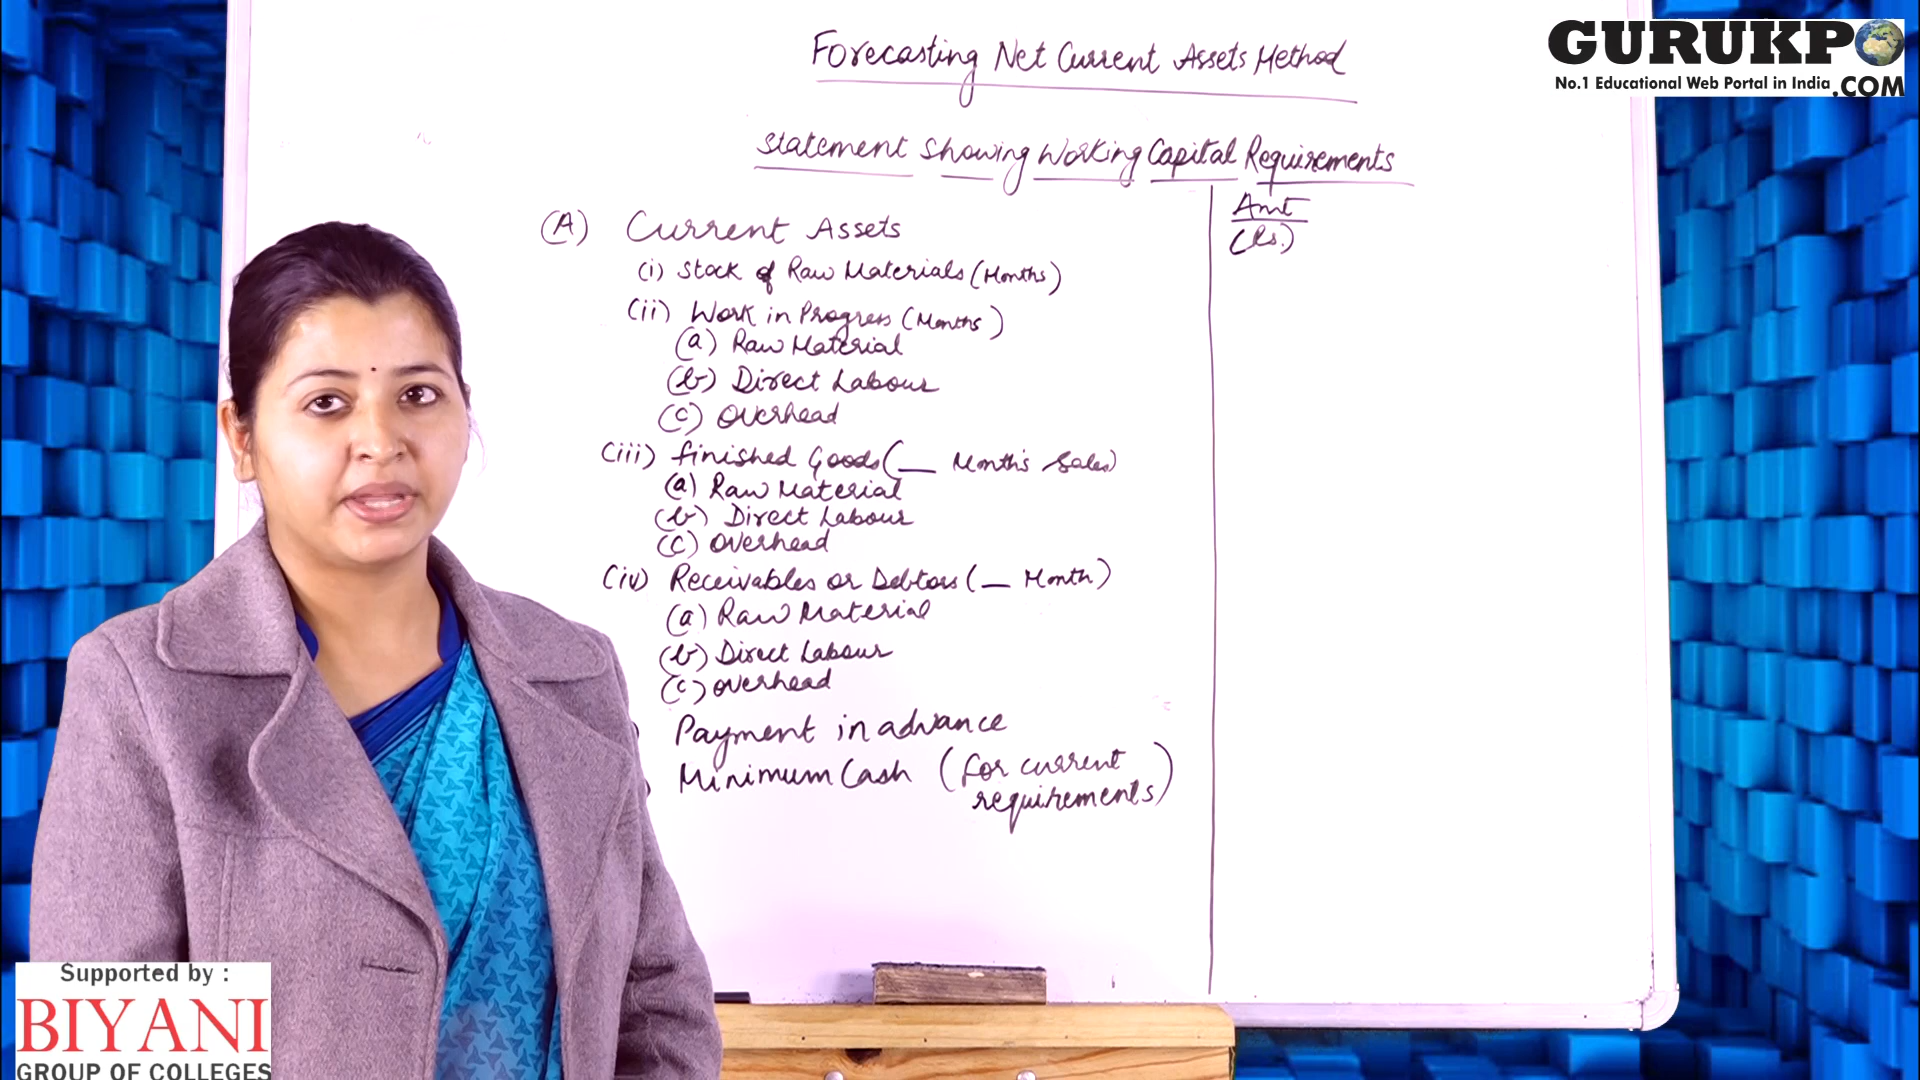 Forecasting Net Current Assets Method
GURUKPO
No.1 Educational Web Portal in India .COM
Statement Showing Working Capital Requirements
Amt
(Rs.)
(A) Current Assets
(i) Stock of Raw Materials (Months)
(ii) Work in Progress (Months)
(a) Raw Material
(b) Direct Labour
(c) Overhead
(iii) Finished Goods (__ Month's Sales)
(a) Raw Material
(b) Direct Labour
(c) Overhead
(iv) Receivables or Debtors (__ Month)
(a) Raw Material
(b) Direct Labour
(c) Overhead
) Payment in advance
) Minimum Cash (for current
requirements)
Supported by :
BIYANI
GROUP OF COLLEGES